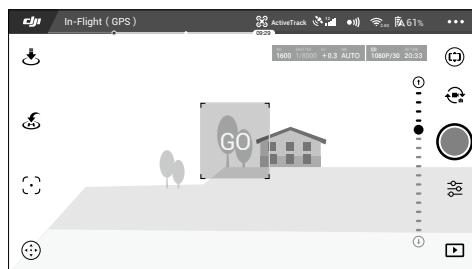 dji In-Flight ( GPS ) ActiveTrack 61%
09:29
1600 1/8000 +0.3 AUTO 1080P/30 20:33
GO